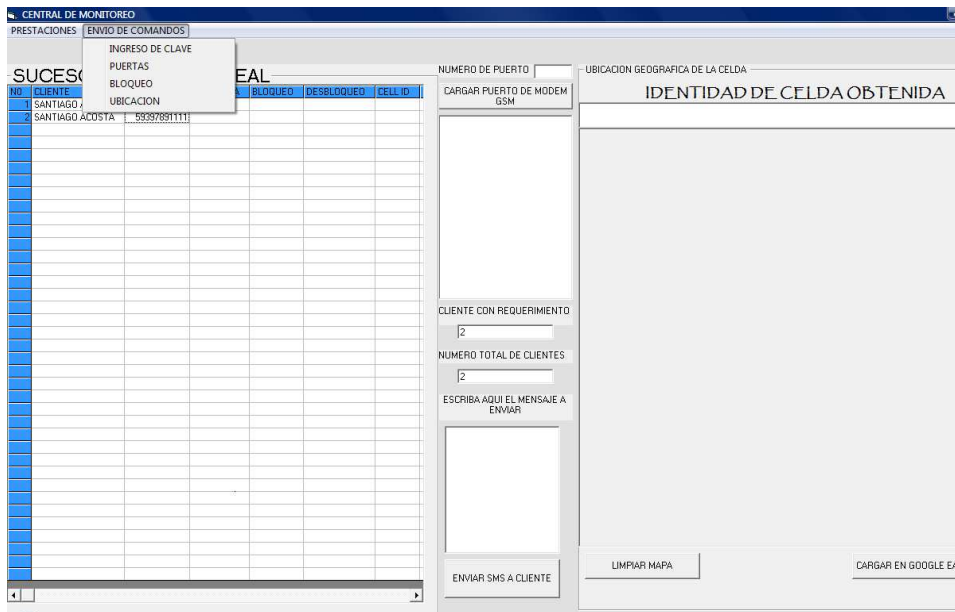 CENTRAL DE MONITOREO
PRESTACIONES ENVIO DE COMANDOS
INGRESO DE CLAVE
PUERTAS
BLOQUEO
UBICACION
NO CLIENTE BLOQUEO DESBLOQUEO CELL ID
1 SANTIAGO
2 SANTIAGO ACOSTA 59397891111
NUMERO DE PUERTO
CARGAR PUERTO DE MODEM
GSM
CLIENTE CON REQUERIMIENTO
2
NUMERO TOTAL DE CLIENTES
2
ESCRIBA AQUI EL MENSAJE A
ENVIAR
ENVIAR SMS A CLIENTE
UBICACION GEOGRAFICA DE LA CELDA
IDENTIDAD DE CELDA OBTENIDA
LIMPIAR MAPA
CARGAR EN GOOGLE